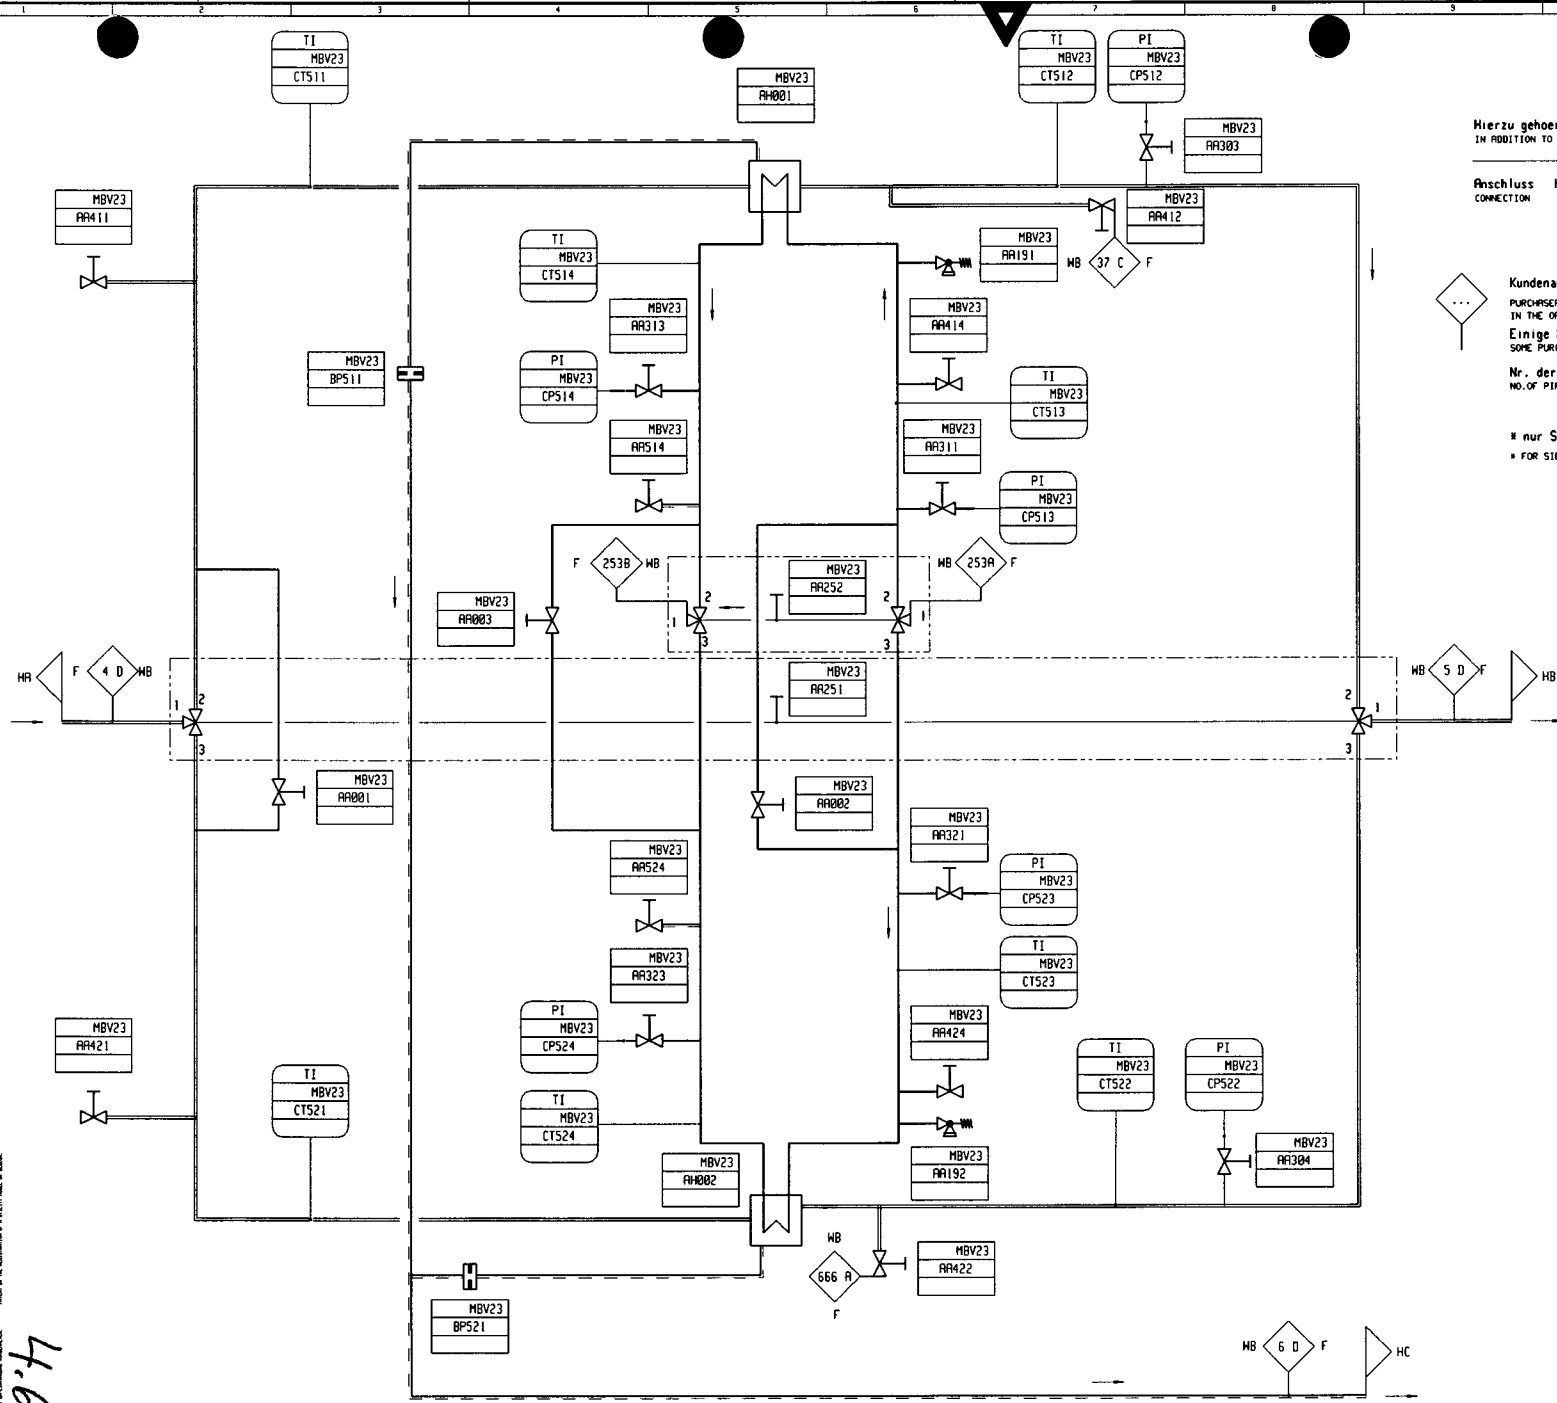 1 2 3 4 5 6 7 8 9
TI
MBV23
CT511
MBV23
AH001
TI
MBV23
CT512
PI
MBV23
CP512
MBV23
AA303
Hierzu gehoe
IN ADDITION TO
Anschluss
CONNECTION
MBV23
AA411
MBV23
AA412
WB 37 C F
TI
MBV23
CT514
MBV23
AA191
MBV23
AA313
MBV23
AA414
...
Kundena
PURCHASE
IN THE O
Einige
SOME PUR
Nr. der
NO.OF PI
* nur S
* FOR SIE
MBV23
BP511
PI
MBV23
CP514
TI
MBV23
CT513
MBV23
AA514
MBV23
AA311
PI
MBV23
CP513
F 253B WB
WB 253A F
MBV23
AA252
MBV23
AA003
2
1
3
2
1
3
HA F 4 D WB
MBV23
AA251
WB 5 D F HB
1 2
3
2
1
3
MBV23
AA001
MBV23
AA002
MBV23
AA321
MBV23
AA524
PI
MBV23
CP523
MBV23
AA323
TI
MBV23
CT523
PI
MBV23
CP524
MBV23
AA424
MBV23
AA421
TI
MBV23
CT521
TI
MBV23
CT522
PI
MBV23
CP522
TI
MBV23
CT524
MBV23
AH002
MBV23
AA192
MBV23
AA304
WB
666 A
F
MBV23
AA422
MBV23
BP521
WB 6 D F HC
4.6